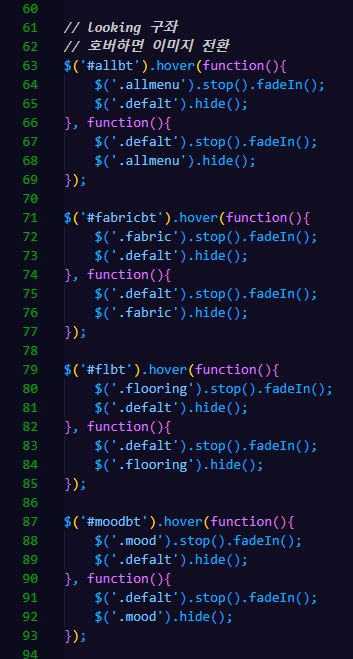 60
61 // Looking 구좌
62 // 호버하면 이미지 전환
63 $('#allbt').hover(function(){
64     $('.allmenu').stop().fadeIn();
65     $('.defalt').hide();
66 }, function(){
67     $('.defalt').stop().fadeIn();
68     $('.allmenu').hide();
69 });
70
71 $('#fabricbt').hover(function(){
72     $('.fabric').stop().fadeIn();
73     $('.defalt').hide();
74 }, function(){
75     $('.defalt').stop().fadeIn();
76     $('.fabric').hide();
77 });
78
79 $('#flbt').hover(function(){
80     $('.flooring').stop().fadeIn();
81     $('.defalt').hide();
82 }, function(){
83     $('.defalt').stop().fadeIn();
84     $('.flooring').hide();
85 });
86
87 $('#moodbt').hover(function(){
88     $('.mood').stop().fadeIn();
89     $('.defalt').hide();
90 }, function(){
91     $('.defalt').stop().fadeIn();
92     $('.mood').hide();
93 });
94